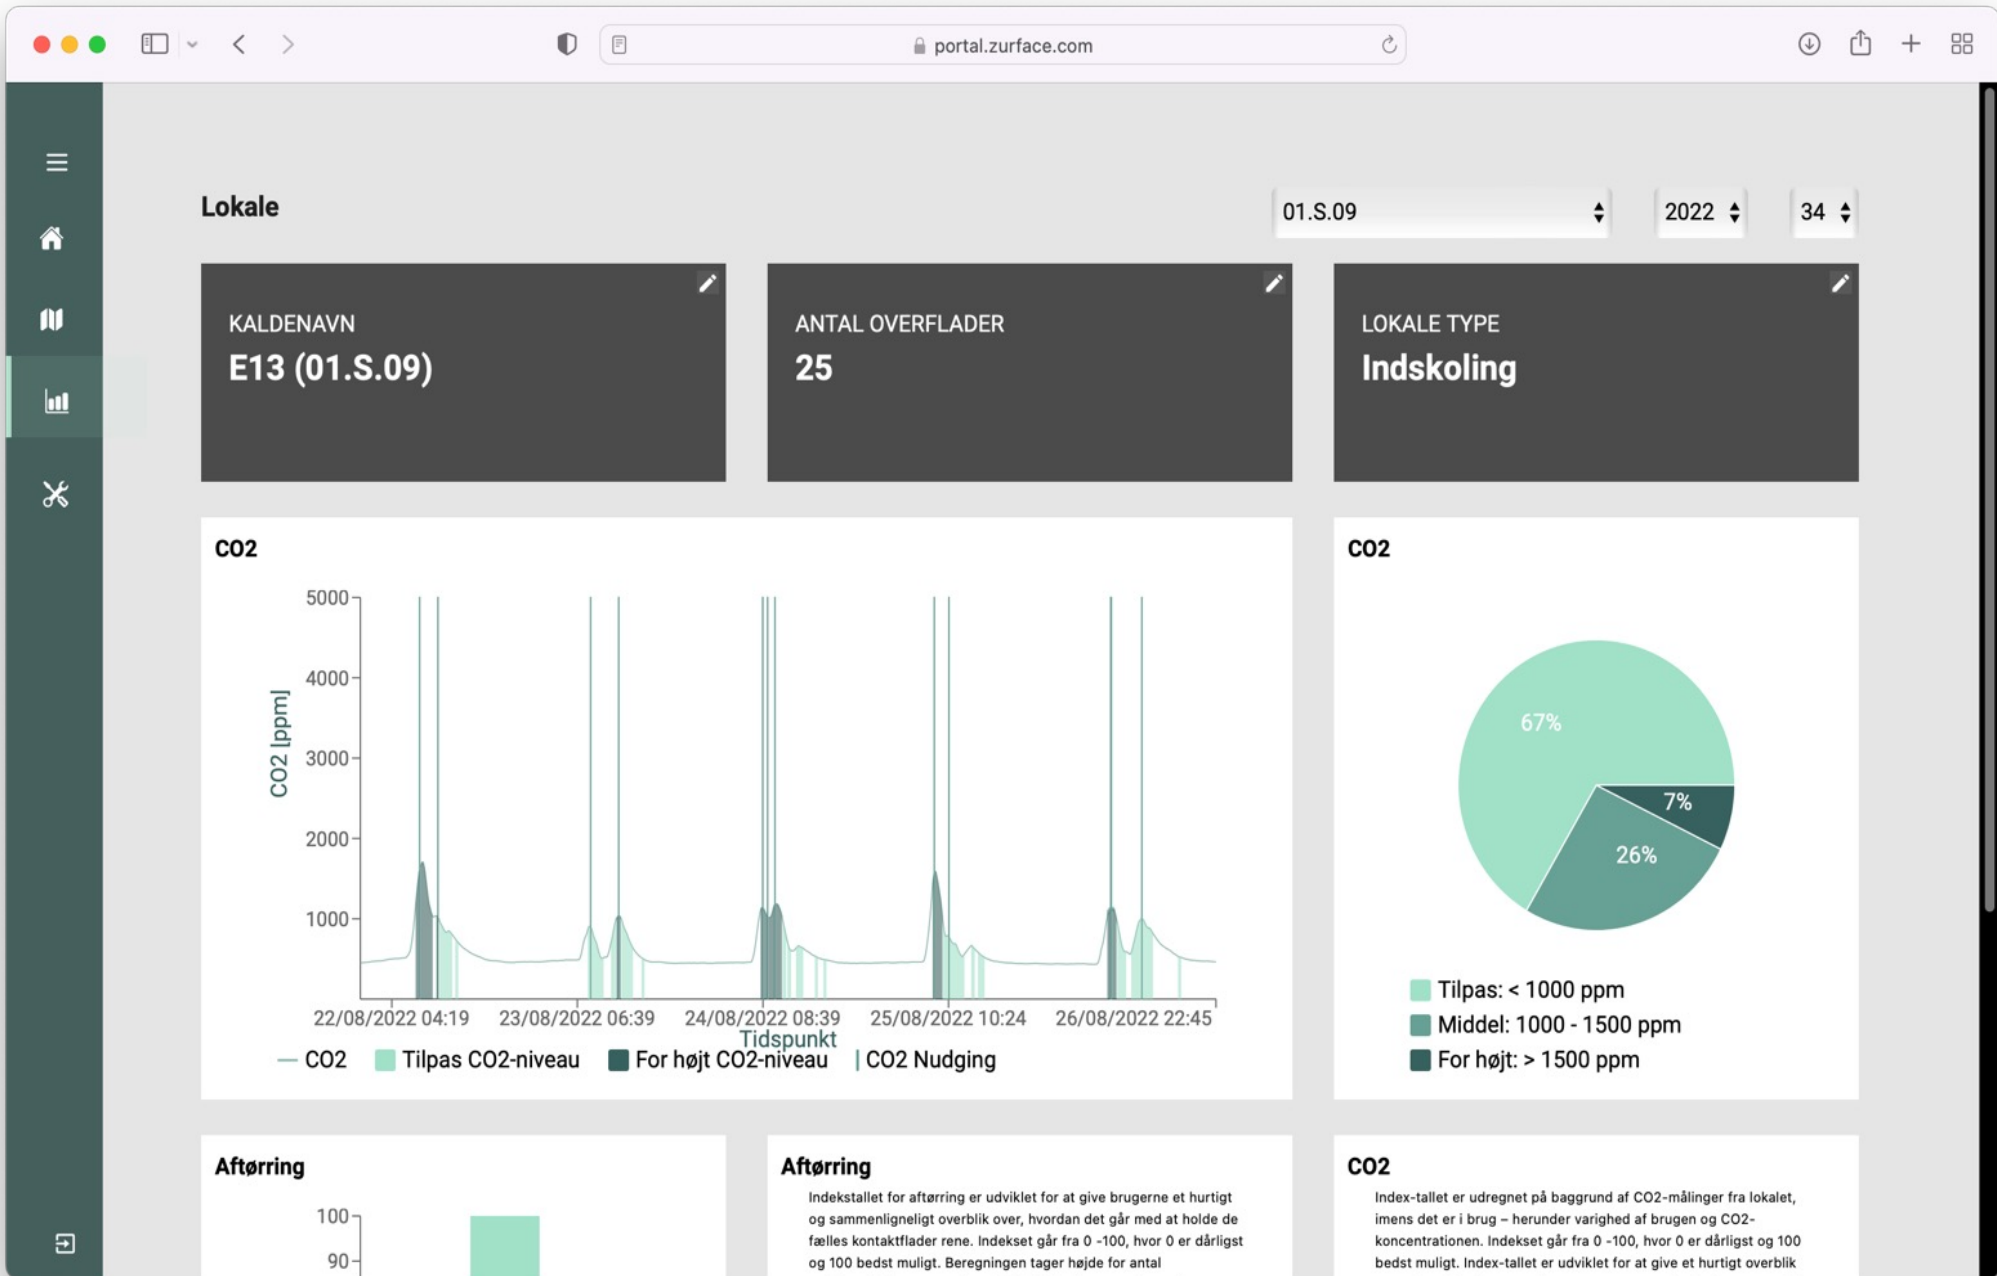 portal.zurface.com
Lokale
01.S.09
2022
34
KALDENAVN
E13 (01.S.09)
ANTAL OVERFLADER
25
LOKALE TYPE
Indskoling
CO2
5000
4000
3000
2000
1000
CO2 [ppm]
22/08/2022 04:19
23/08/2022 06:39
24/08/2022 08:39
25/08/2022 10:24
26/08/2022 22:45
Tidspunkt
CO2
Tilpas CO2-niveau
For højt CO2-niveau
CO2 Nudging
CO2
67%
7%
26%
Tilpas: < 1000 ppm
Middel: 1000 - 1500 ppm
For højt: > 1500 ppm
Aftørring
100
90
Aftørring
Indekstallet for aftørring er udviklet for at give brugerne et hurtigt
og sammenligneligt overblik over, hvordan det går med at holde de
fælles kontaktflader rene. Indekset går fra 0 -100, hvor 0 er dårligst
og 100 bedst muligt. Beregningen tager højde for antal
CO2
Index-tallet er udregnet på baggrund af CO2-målinger fra lokalet,
imens det er i brug – herunder varighed af brugen og CO2-
koncentrationen. Indekset går fra 0 -100, hvor 0 er dårligst og 100
bedst muligt. Index-tallet er udviklet for at give et hurtigt overblik